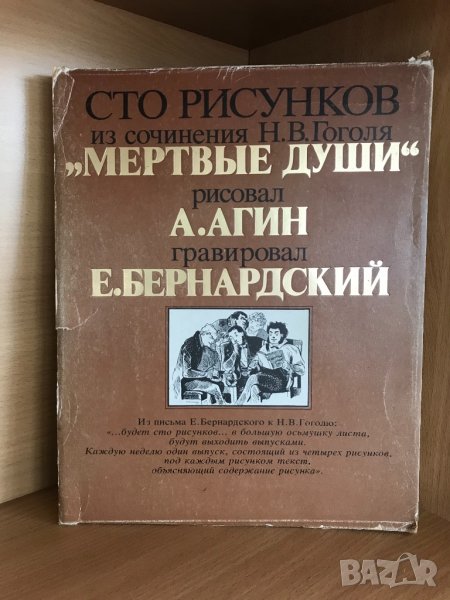 СТО РИСУНКОВ
из сочинения Н.В.Гоголя
„МЕРТВЫЕ ДУШИ“
рисовал
А.АГИН
гравировал
Е.БЕРНАРДСКИЙ
Из письма Е.Бернардского к Н.В.Гоголю:
«...будет сто рисунков... в большую осьмушку листа,
будут выходить выпусками.
Каждую неделю один выпуск, состоящий из четырех рисунков,
под каждым рисунком текст,
объясняющий содержание рисунка».
BAZAR